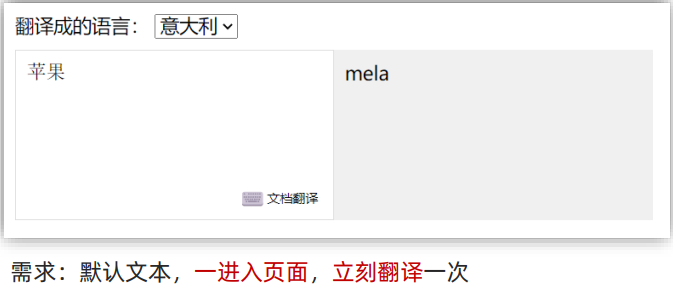 翻译成的语言： 意大利
苹果
mela
文档翻译
需求：默认文本，一进入页面，立刻翻译一次